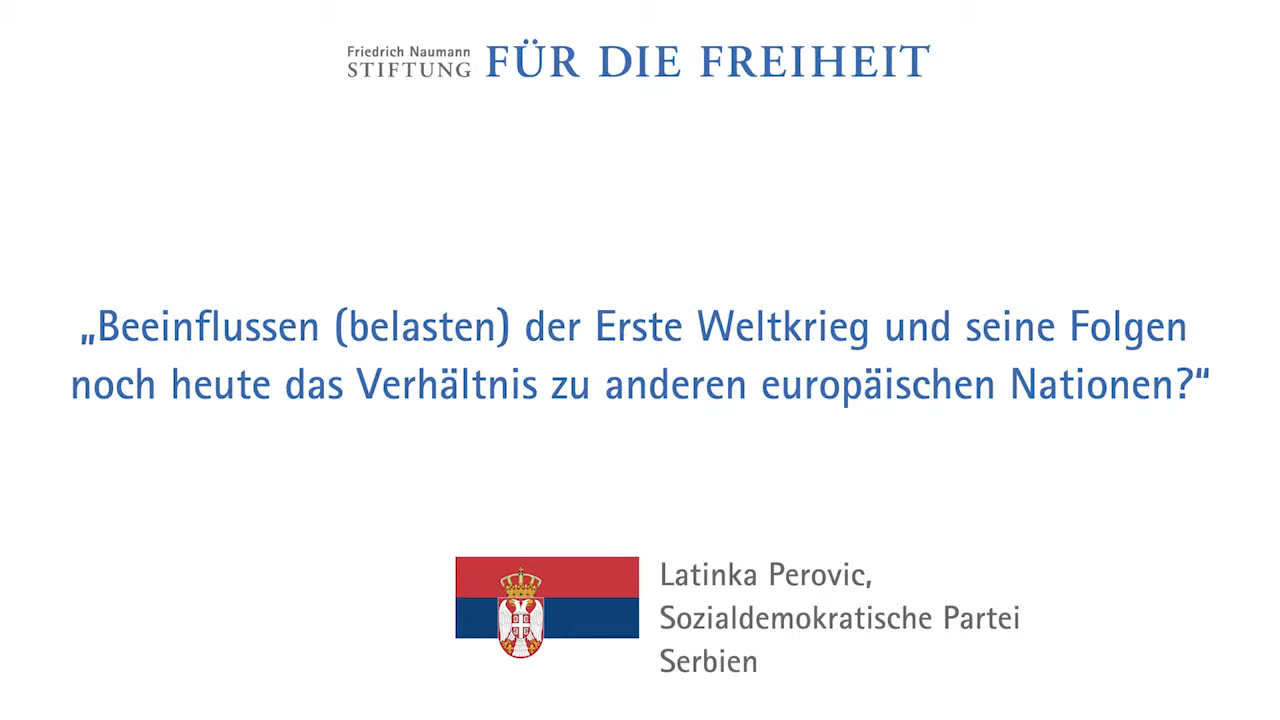 Friedrich Naumann
STIFTUNG FÜR DIE FREIHEIT
„Beeinflussen (belasten) der Erste Weltkrieg und seine Folgen
noch heute das Verhältnis zu anderen europäischen Nationen?“
Latinka Perovic,
Sozialdemokratische Partei
Serbien